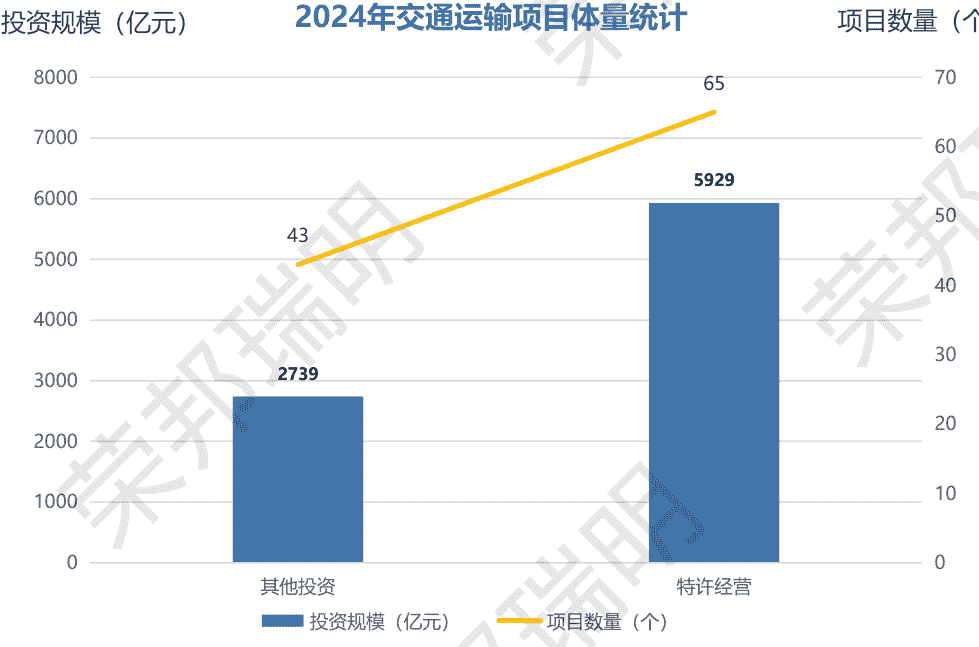 2024年交通运输项目体量统计
投资规模（亿元）
项目数量（个
8000
7000
6000
5000
4000
3000
2000
1000
0
70
60
50
40
30
20
10
0
43
65
2739
5929
其他投资
特许经营
投资规模（亿元）
项目数量（个）
荣邦瑞明
荣邦瑞明
荣邦
荣